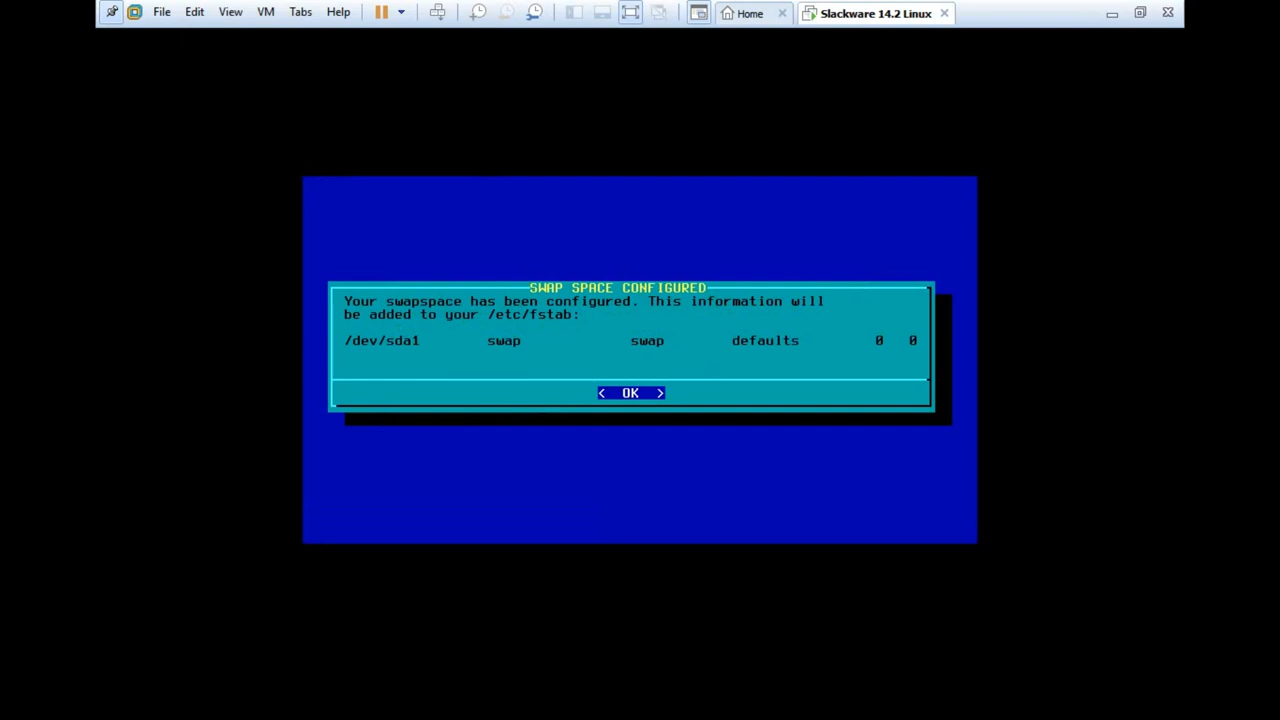 File Edit View VM Tabs Help Home Slackware 14.2 Linux
SWAP SPACE CONFIGURED
Your swapspace has been configured. This information will
be added to your /etc/fstab:
/dev/sda1 swap swap defaults 0 0
< OK >